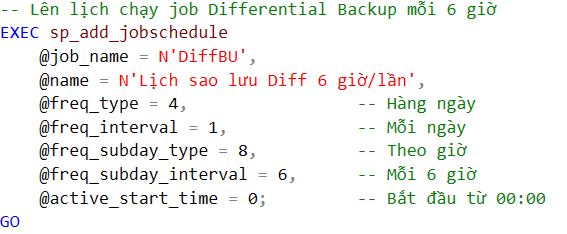 -- Lên lịch chạy job Differential Backup mỗi 6 giờ
EXEC sp_add_jobschedule
@job_name = N'DiffBU',
@name = N'Lịch sao lưu Diff 6 giờ/lần',
@freq_type = 4, -- Hàng ngày
@freq_interval = 1, -- Mỗi ngày
@freq_subday_type = 8, -- Theo giờ
@freq_subday_interval = 6, -- Mỗi 6 giờ
@active_start_time = 0; -- Bắt đầu từ 00:00
GO